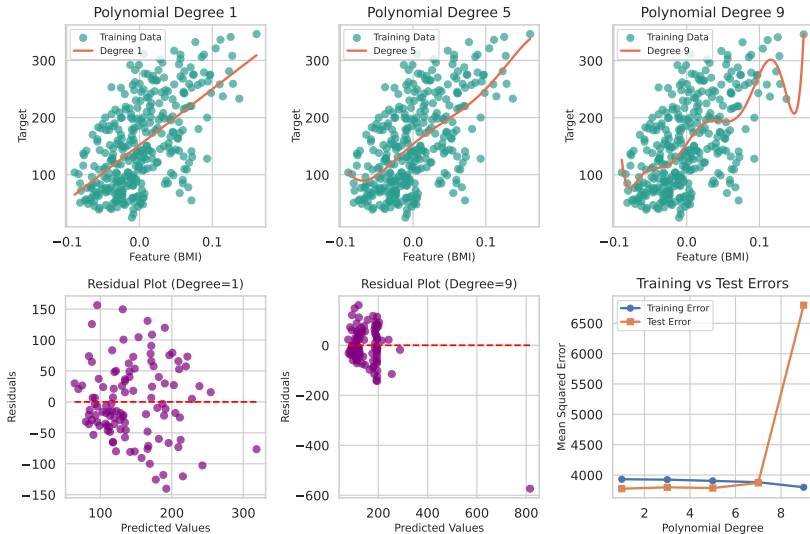 Polynomial Degree 1
Training Data
Degree 1
300
200
100
−0.1
0.0
0.1
Target
Feature (BMI)
Polynomial Degree 5
Training Data
Degree 5
300
200
100
−0.1
0.0
0.1
Target
Feature (BMI)
Polynomial Degree 9
Training Data
Degree 9
300
200
100
−0.1
0.0
0.1
Target
Feature (BMI)
Residual Plot (Degree=1)
150
100
50
0
−50
−100
−150
100
200
300
Residuals
Predicted Values
Residual Plot (Degree=9)
0
−200
−400
−600
0
200
400
600
800
Residuals
Predicted Values
Training vs Test Errors
Training Error
Test Error
6500
6000
5500
5000
4500
4000
2
4
6
8
Mean Squared Error
Polynomial Degree